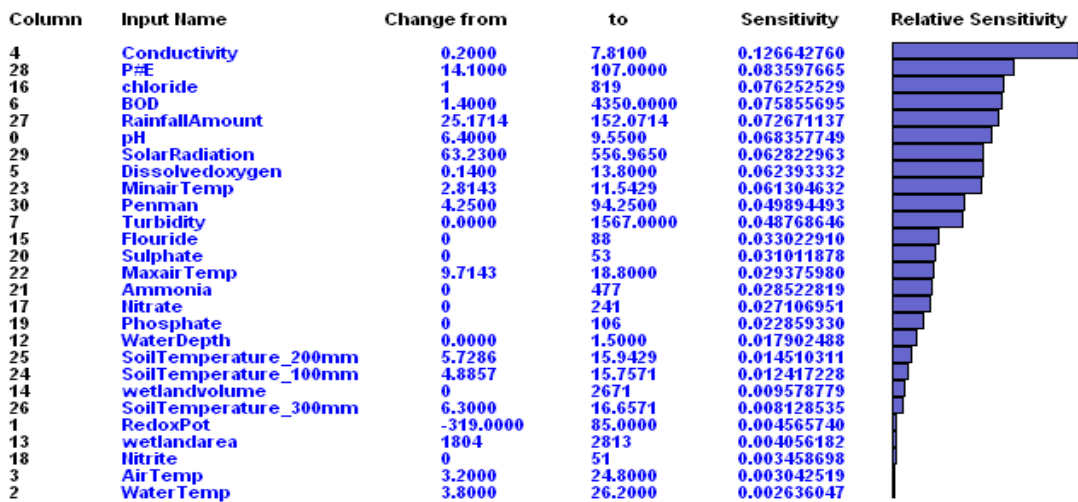 Column Input Name Change from to Sensitivity Relative Sensitivity
4 Conductivity 0.2000 7.8100 0.126642760
28 P#E 14.1000 107.0000 0.083597665
16 chloride 1 819 0.076252529
6 BOD 1.4000 4350.0000 0.075855695
27 RainfallAmount 25.1714 152.0714 0.072671137
0 pH 6.4000 9.5500 0.068357749
29 SolarRadiation 63.2300 556.9650 0.062822963
5 Dissolvedoxygen 0.1400 13.8000 0.062393332
23 MinairTemp 2.8143 11.5429 0.061304632
30 Penman 4.2500 94.2500 0.049894493
7 Turbidity 0.0000 1567.0000 0.048768646
15 Flouride 0 88 0.033022910
20 Sulphate 0 53 0.031011878
22 MaxairTemp 9.7143 18.8000 0.029375980
21 Ammonia 0 477 0.028522819
17 Nitrate 0 241 0.027106951
19 Phosphate 0 106 0.022859330
12 WaterDepth 0.0000 1.5000 0.017902488
25 SoilTemperature_200mm 5.7286 15.9429 0.014510311
24 SoilTemperature_100mm 4.8857 15.7571 0.012417228
14 wetlandvolume 0 2671 0.009578779
26 SoilTemperature_300mm 6.3000 16.6571 0.008128535
1 RedoxPot -319.0000 85.0000 0.004565740
13 wetlandarea 1804 2813 0.004056182
18 Nitrite 0 51 0.003458698
3 AirTemp 3.2000 24.8000 0.003042519
2 WaterTemp 3.8000 26.2000 0.002636047